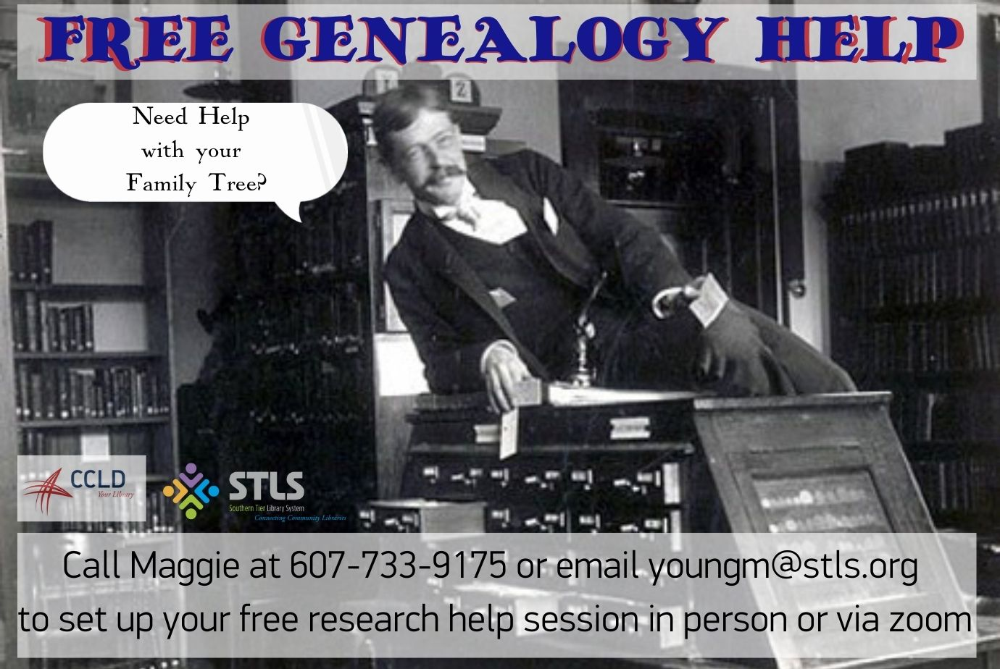 FREE GENEALOGY HELP
1
2
Need Help
with your
Family Tree?
CCLD
Your Library
STLS
Southern Tier Library System
Connecting Community Libraries
Call Maggie at 607-733-9175 or email youngm@stls.org
to set up your free research help session in person or via zoom